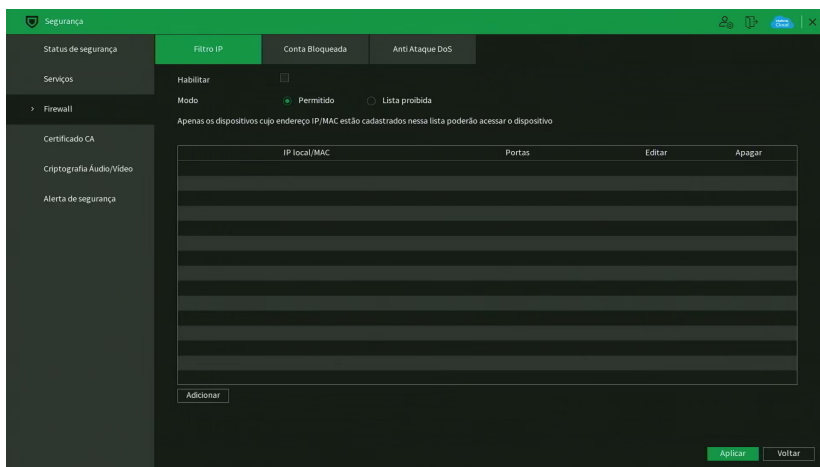 Segurança
Status de segurança
Serviços
> Firewall
Certificado CA
Criptografia Áudio/Vídeo
Alerta de segurança
Filtro IP
Conta Bloqueada
Anti Ataque DoS
Habilitar
Modo
Permitido
Lista proibida
Apenas os dispositivos cujo endereço IP/MAC estão cadastrados nessa lista poderão acessar o dispositivo
IP local/MAC
Portas
Editar
Apagar
Adicionar
Aplicar
Voltar